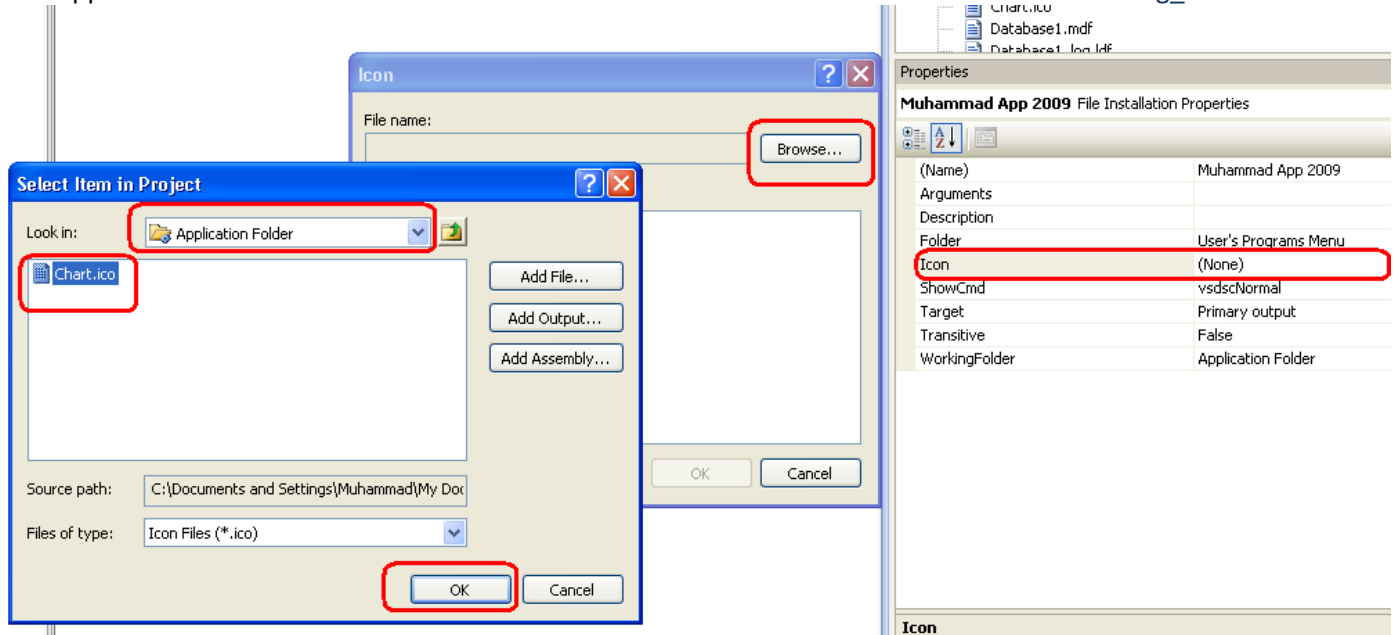 Chart.ico
Database1.mdf
Database1_log.ldf
Icon
File name:
Browse...
OK
Cancel
Select Item in Project
Look in:
Application Folder
Chart.ico
Add File...
Add Output...
Add Assembly...
Source path:
C:\Documents and Settings\Muhammad\My Doc
Files of type:
Icon Files (*.ico)
OK
Cancel
Properties
Muhammad App 2009 File Installation Properties
(Name) Muhammad App 2009
Arguments
Description
Folder User's Programs Menu
Icon (None)
ShowCmd vsdscNormal
Target Primary output
Transitive False
WorkingFolder Application Folder
Icon